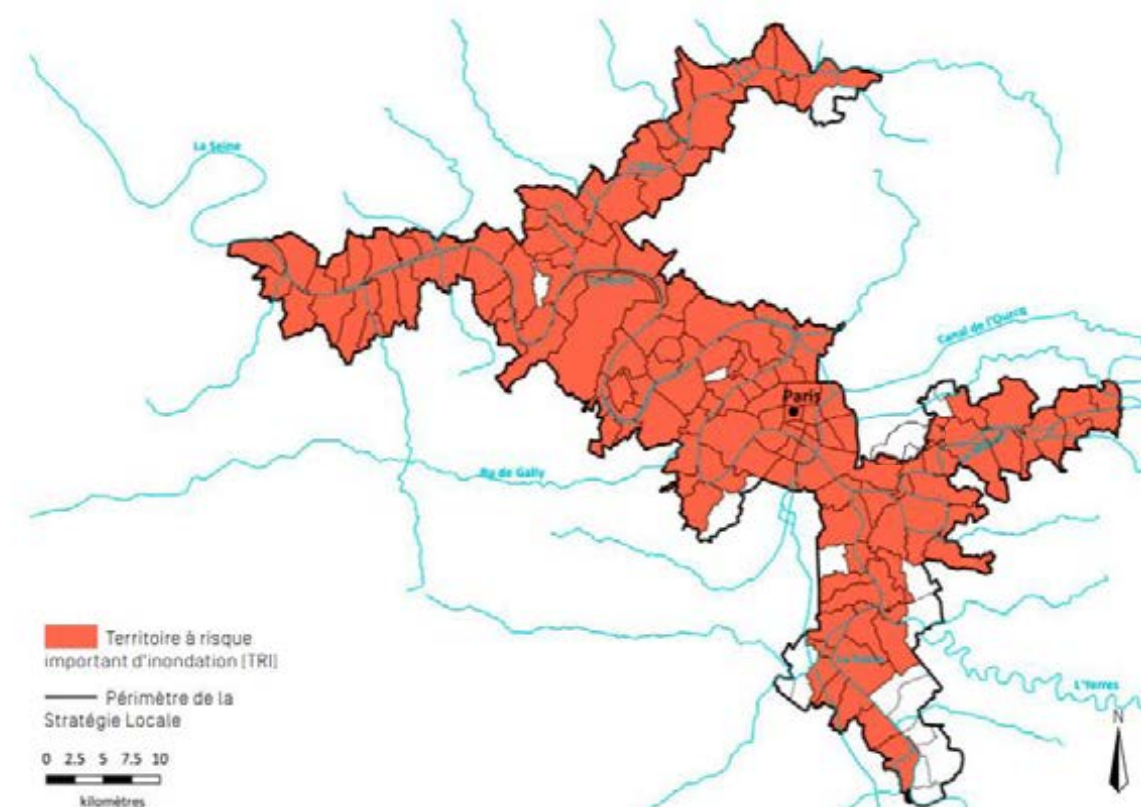 La Seine
Canal de l'Ourcq
Paris
Ru de Gally
L'Yerres
N
Territoire à risque
important d'inondation (TRI)
Périmètre de la
Stratégie Locale
0 2.5 5 7.5 10
kilomètres